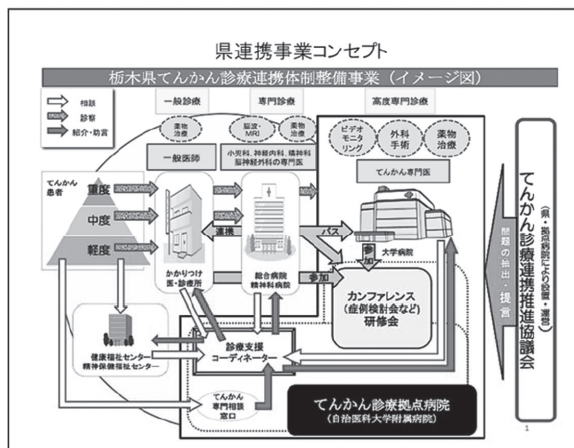 県連携事業コンセプト
栃木県てんかん診療連携体制整備事業（イメージ図）
相談
診察
紹介・助言
一般診療
専門診療
高度専門診療
薬物
治療
脳波・
MRI
薬物
治療
ビデオ
モニタ
リング
外科
手術
薬物
治療
一般医師
小児科、神経内科、精神科
脳神経外科の専門医
てんかん専門医
てんかん
患者
重度
中度
軽度
連携
パス
大学病院
参加
かかりつけ
医・診療所
総合病院
精神科病院
参加
カンファレンス
（症例検討会など）
研修会
健康福祉センター
精神保健福祉センター
診療支援
コーディネーター
てんかん
専門相談
窓口
てんかん診療拠点病院
（自治医科大学附属病院）
問題の抽出・提言
てんかん診療連携推進協議会
（県・拠点病院により設置・運営）
1